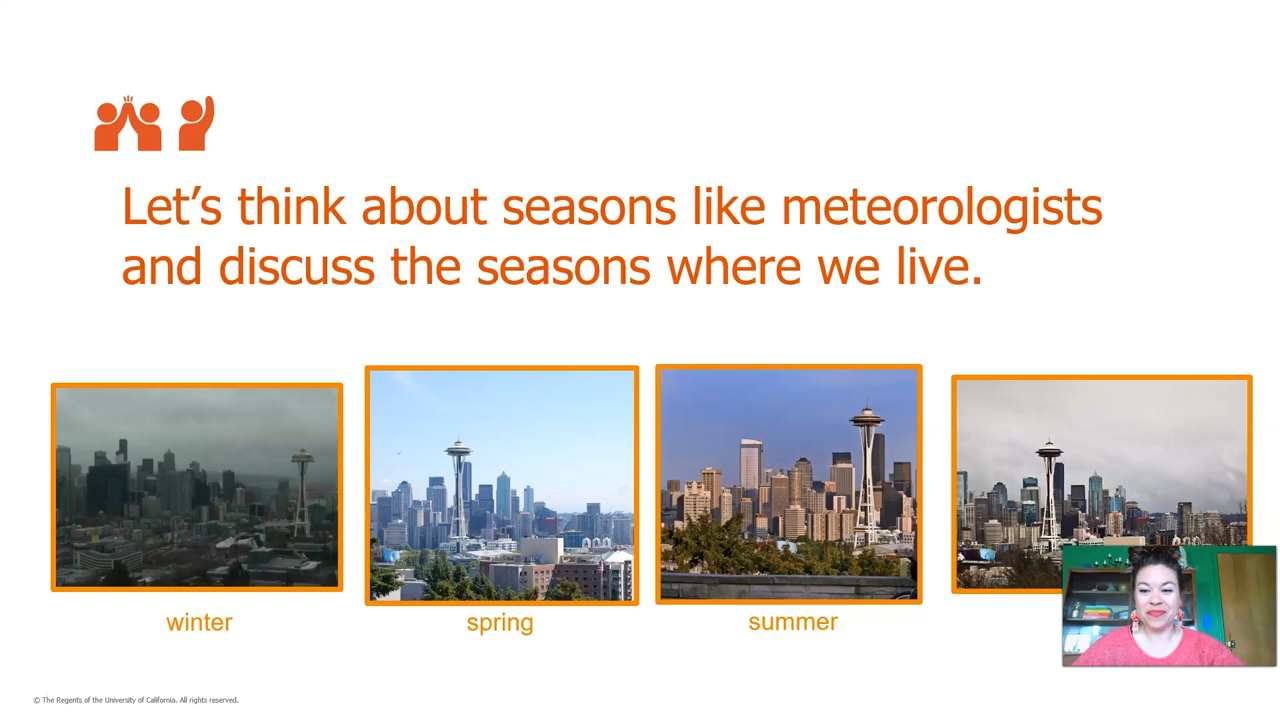 Let's think about seasons like meteorologists
and discuss the seasons where we live.
winter
spring
summer
© The Regents of the University of California. All rights reserved.